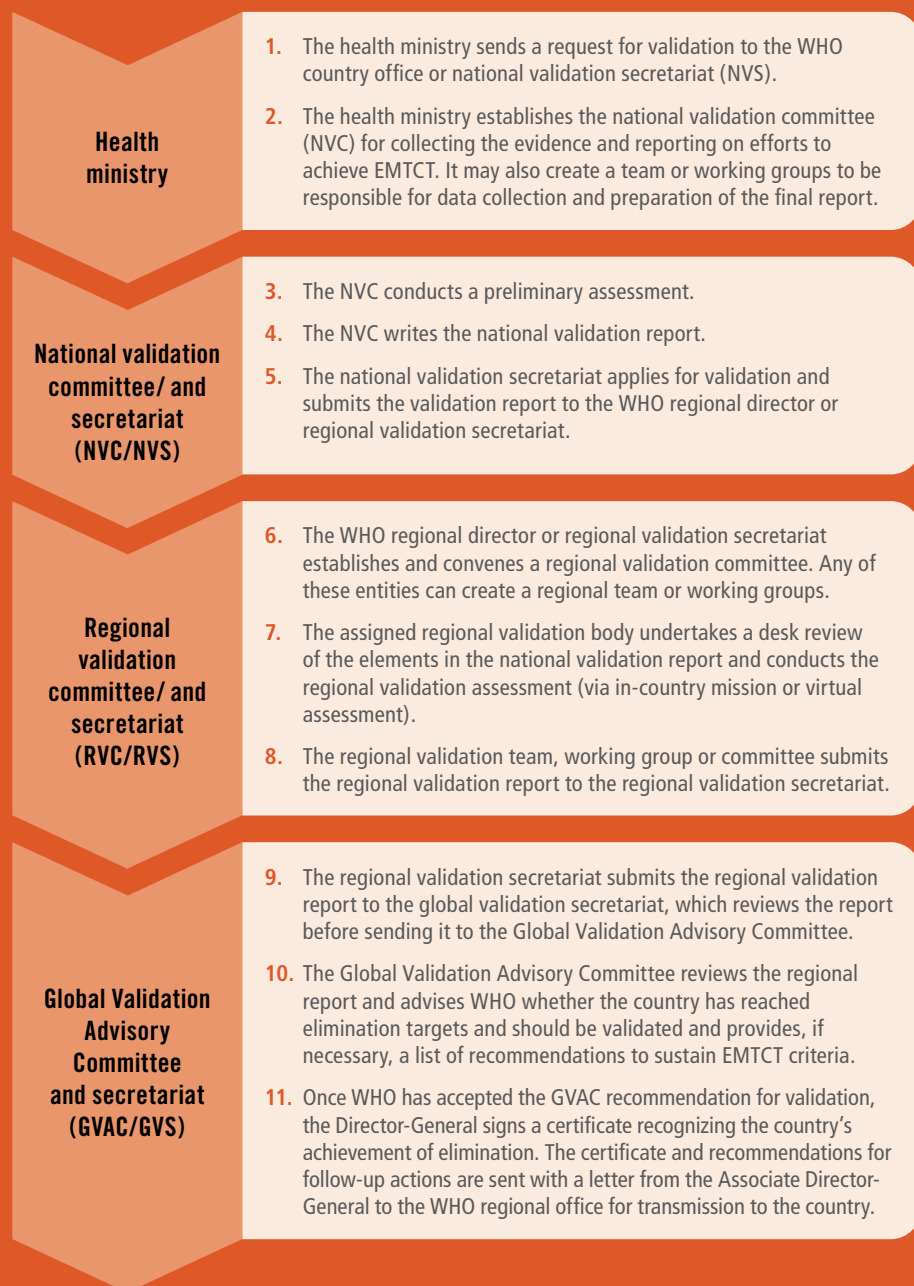 Health
ministry
1. The health ministry sends a request for validation to the WHO
country office or national validation secretariat (NVS).
2. The health ministry establishes the national validation committee
(NVC) for collecting the evidence and reporting on efforts to
achieve EMTCT. It may also create a team or working groups to be
responsible for data collection and preparation of the final report.
National validation
committee/ and
secretariat
(NVC/NVS)
3. The NVC conducts a preliminary assessment.
4. The NVC writes the national validation report.
5. The national validation secretariat applies for validation and
submits the validation report to the WHO regional director or
regional validation secretariat.
Regional
validation
committee/ and
secretariat
(RVC/RVS)
6. The WHO regional director or regional validation secretariat
establishes and convenes a regional validation committee. Any of
these entities can create a regional team or working groups.
7. The assigned regional validation body undertakes a desk review
of the elements in the national validation report and conducts the
regional validation assessment (via in-country mission or virtual
assessment).
8. The regional validation team, working group or committee submits
the regional validation report to the regional validation secretariat.
Global Validation
Advisory
Committee
and secretariat
(GVAC/GVS)
9. The regional validation secretariat submits the regional validation
report to the global validation secretariat, which reviews the report
before sending it to the Global Validation Advisory Committee.
10. The Global Validation Advisory Committee reviews the regional
report and advises WHO whether the country has reached
elimination targets and should be validated and provides, if
necessary, a list of recommendations to sustain EMTCT criteria.
11. Once WHO has accepted the GVAC recommendation for validation,
the Director-General signs a certificate recognizing the country’s
achievement of elimination. The certificate and recommendations for
follow-up actions are sent with a letter from the Associate Director-
General to the WHO regional office for transmission to the country.